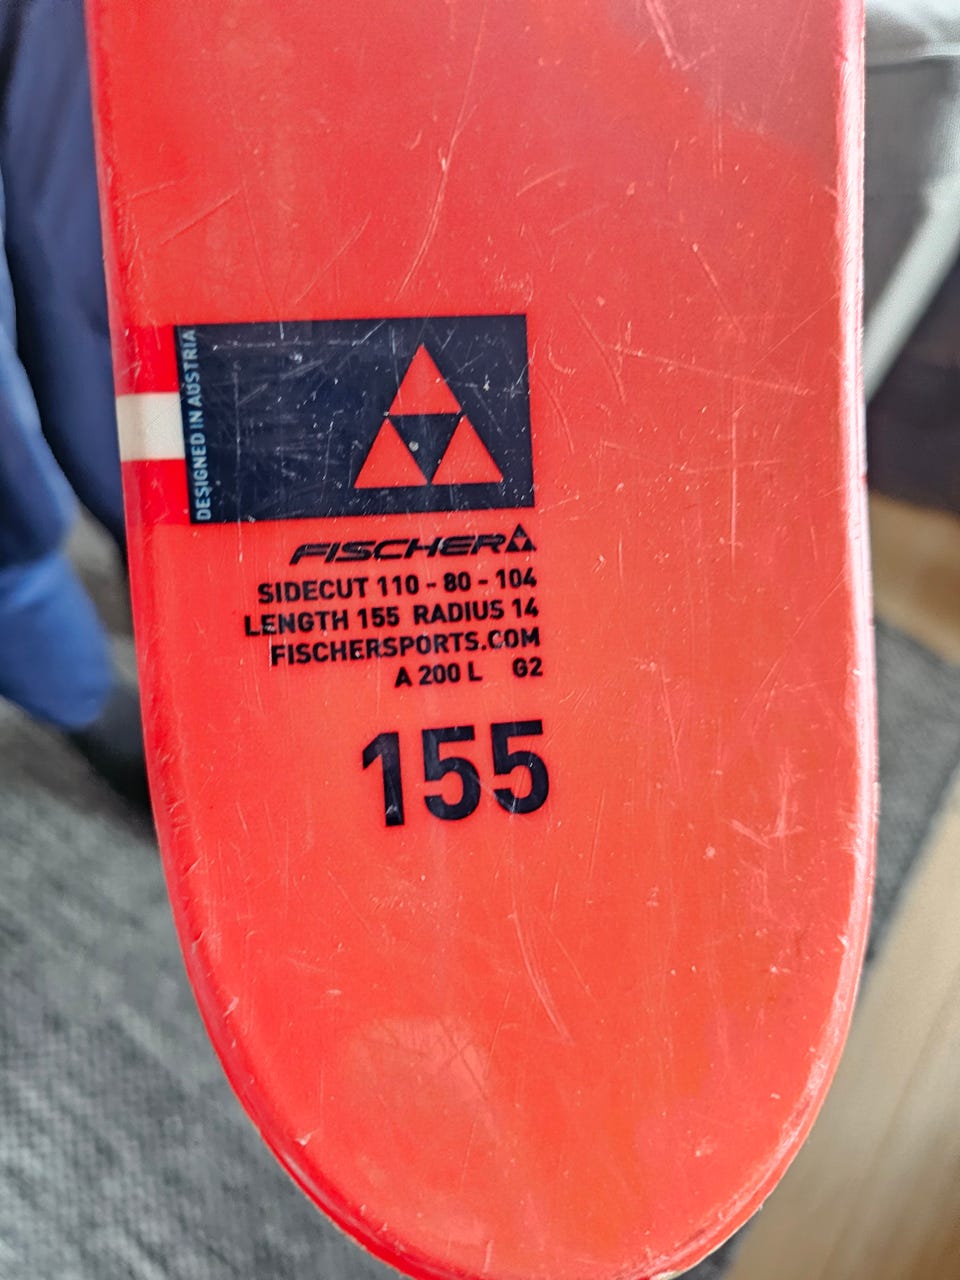 DESIGNED IN AUSTRIA
FISCHER
SIDECUT 110 - 80 - 104
LENGTH 155 RADIUS 14
FISCHERSPORTS.COM
A 200 L G2
155